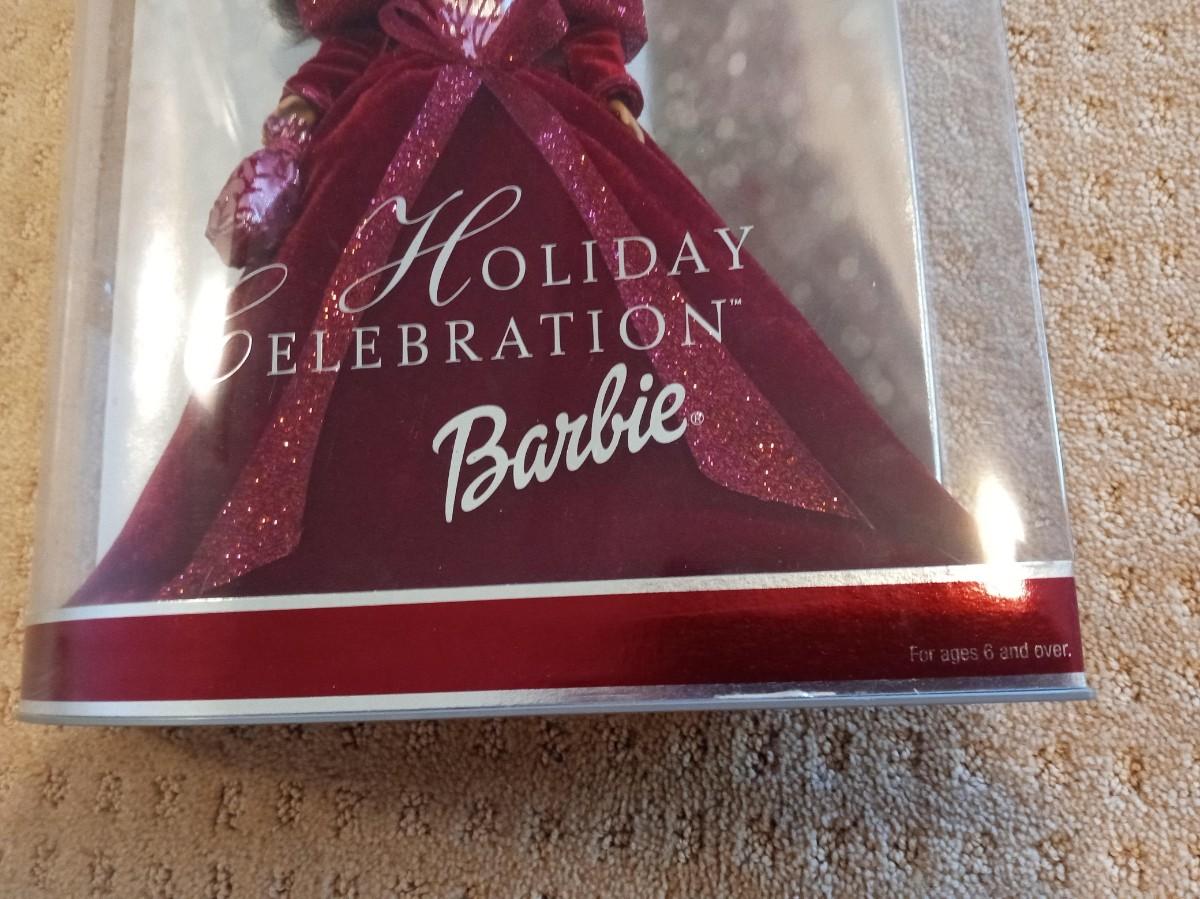 HOLIDAY
CELEBRATION™
Barbie®
For ages 6 and over.